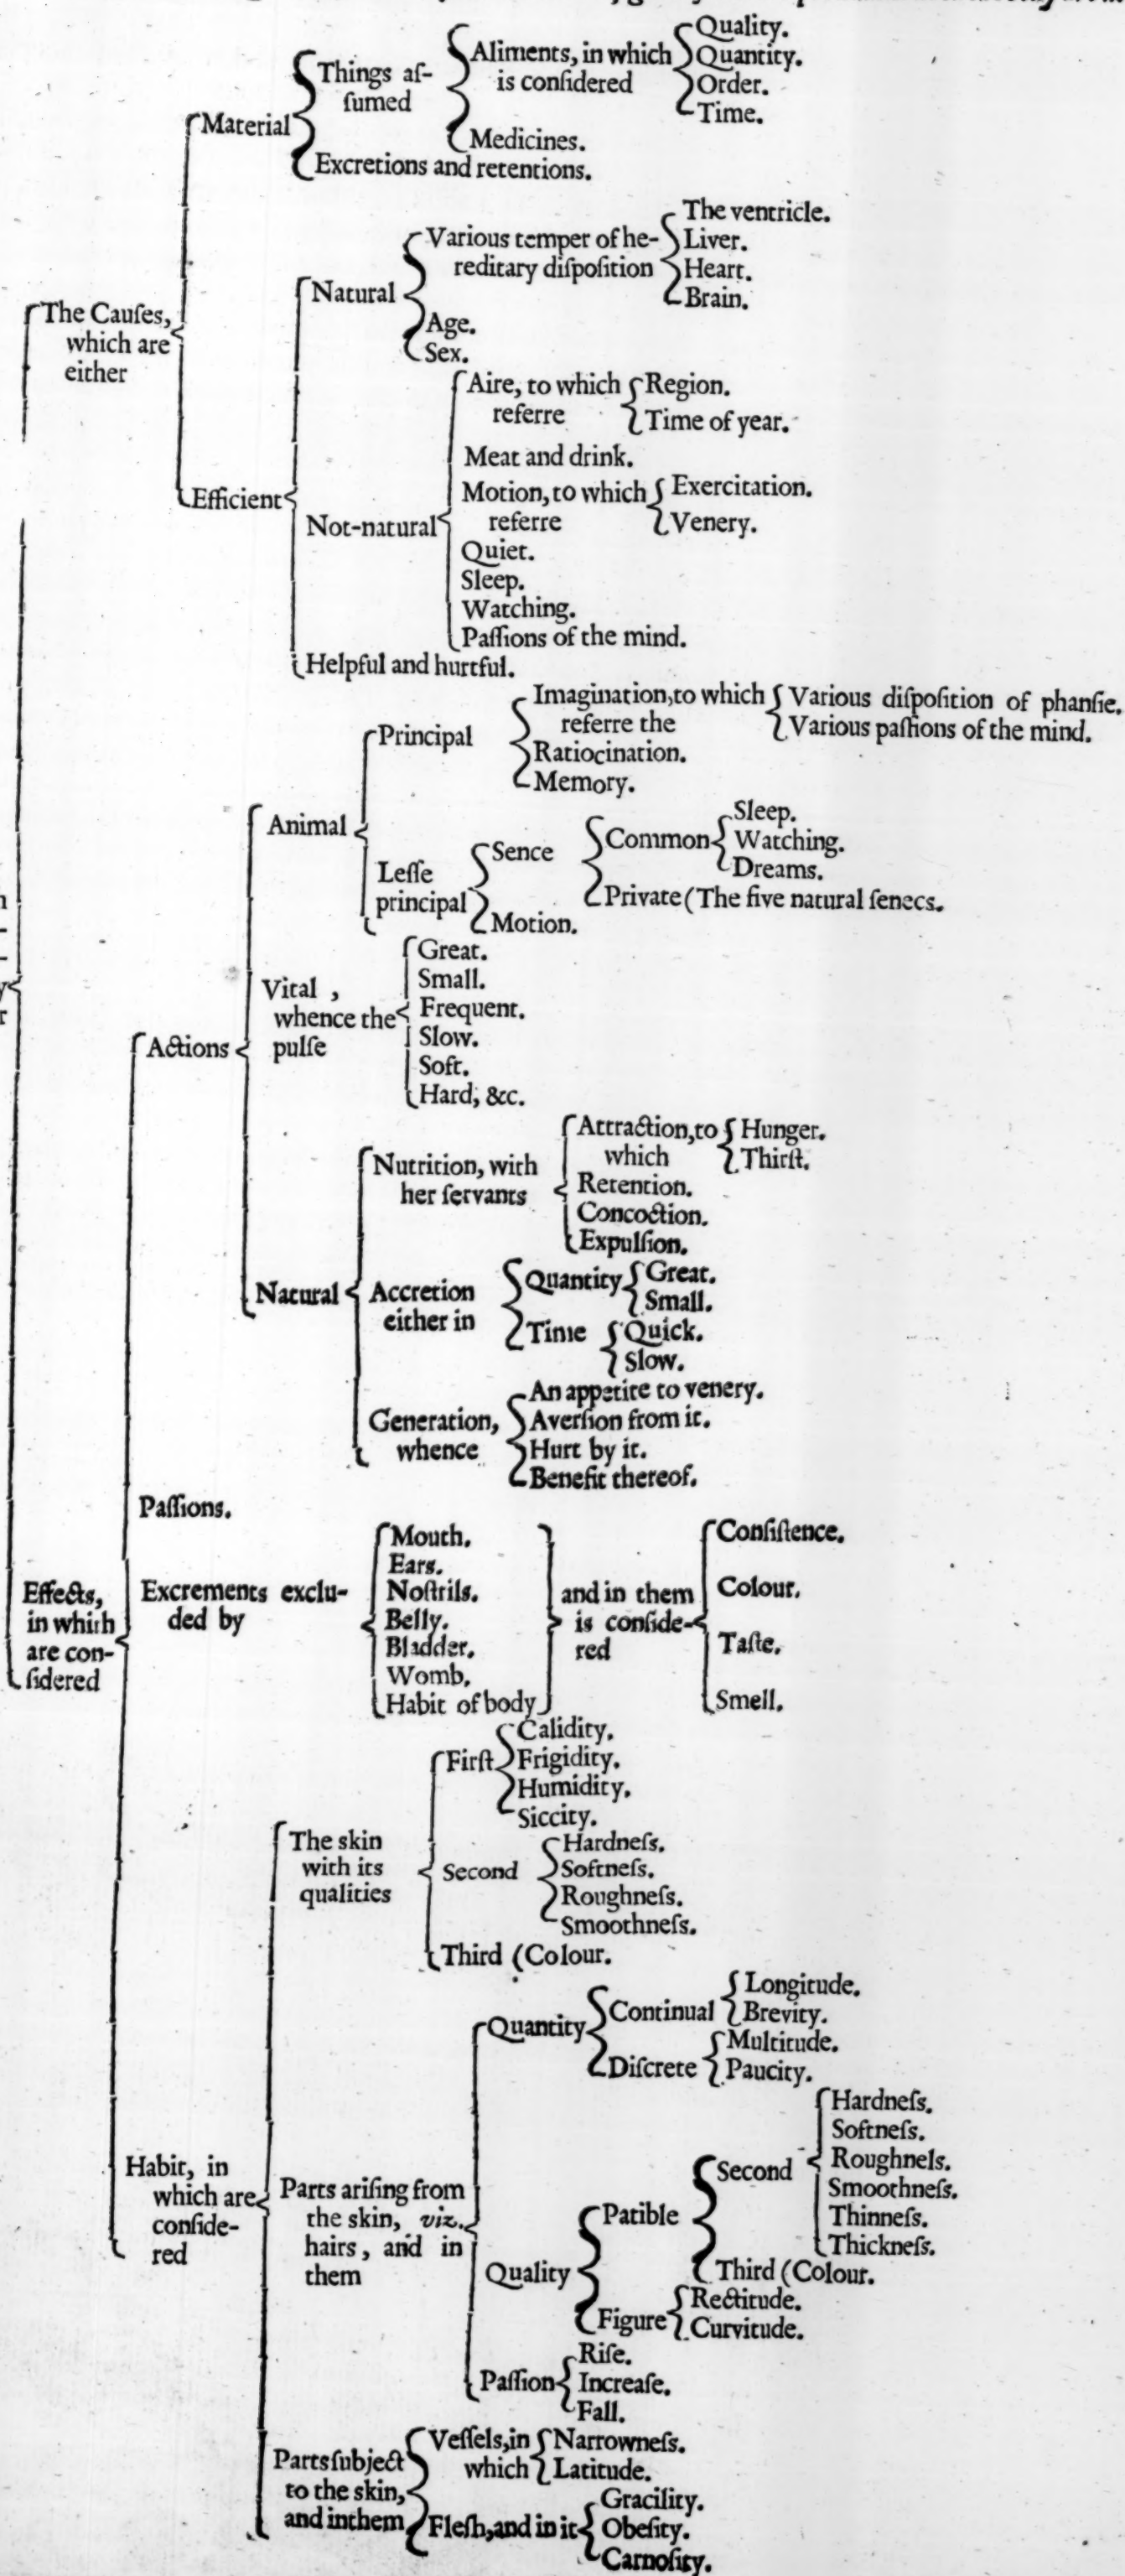 Quality.
Aliments, in which
Quantity.
is conſidered
Order.
Time.
Things aſ-
ſumed
Medicines.
Material
Excretions and retentions.
The Cauſes,
which are
either
The ventricle.
Various temper of he-
Liver.
reditary diſpoſition
Heart.
Brain.
Natural
Age.
Sex.
Aire, to which
Region.
referre
Time of year.
Meat and drink.
Motion, to which
Exercitation.
referre
Venery.
Efficient
Not-natural
Quiet.
Sleep.
Watching.
Paſſions of the mind.
Helpful and hurtful.
Imagination, to which
Various diſpoſition of phanſie.
referre the
Various paſhions of the mind.
Principal
Ratiocination.
Memory.
Animal
Sleep.
Sence
Common
Watching.
Dreams.
Leſſe
principal
Private (The five natural ſenecs.
Motion.
Great.
Small.
Vital ,
whence the
Frequent.
pulſe
Slow.
Soft.
Hard, &c.
Actions
Attraction, to
Hunger.
which
Thirſt.
Nutrition, with
her ſervants
Retention.
Concoction.
Expulſion.
Natural
Accretion
either in
Quantity
Great.
Small.
Time
Quick.
Slow.
An appetite to venery.
Generation,
Averſion from it.
whence
Hurt by it.
Benefit thereof.
Paſſions.
Effects,
in whith
are con-
ſidered
Excrements exclu-
ded by
Mouth.
Ears.
Noſtrils.
Belly.
Bladder.
Womb.
Habit of body
and in them
is conſide-
red
Conſiſtence.
Colour.
Taſte.
Smell.
Calidity.
Firſt
Frigidity.
Humidity.
Siccity.
The skin
with its
qualities
Hardneſs.
Second
Softneſs.
Roughneſs.
Smoothneſs.
Third (Colour.
Habit, in
which are
conſide-
red
Longitude.
Quantity
Continual
Brevity.
Multitude.
Diſcrete
Paucity.
Parts ariſing from
the skin, viz.
hairs, and in
them
Hardneſs.
Softneſs.
Second
Roughneſs.
Smoothneſs.
Patible
Thinneſs.
Thickneſs.
Quality
Third (Colour.
Rectitude.
Figure
Curvitude.
Riſe.
Paſſion
Increaſe.
Fall.
Parts ſubject
to the skin,
and in them
Veſſels, in
Narrowneſs.
which
Latitude.
Gracility.
Fleſh, and in it
Obeſity.
Carnoſity.